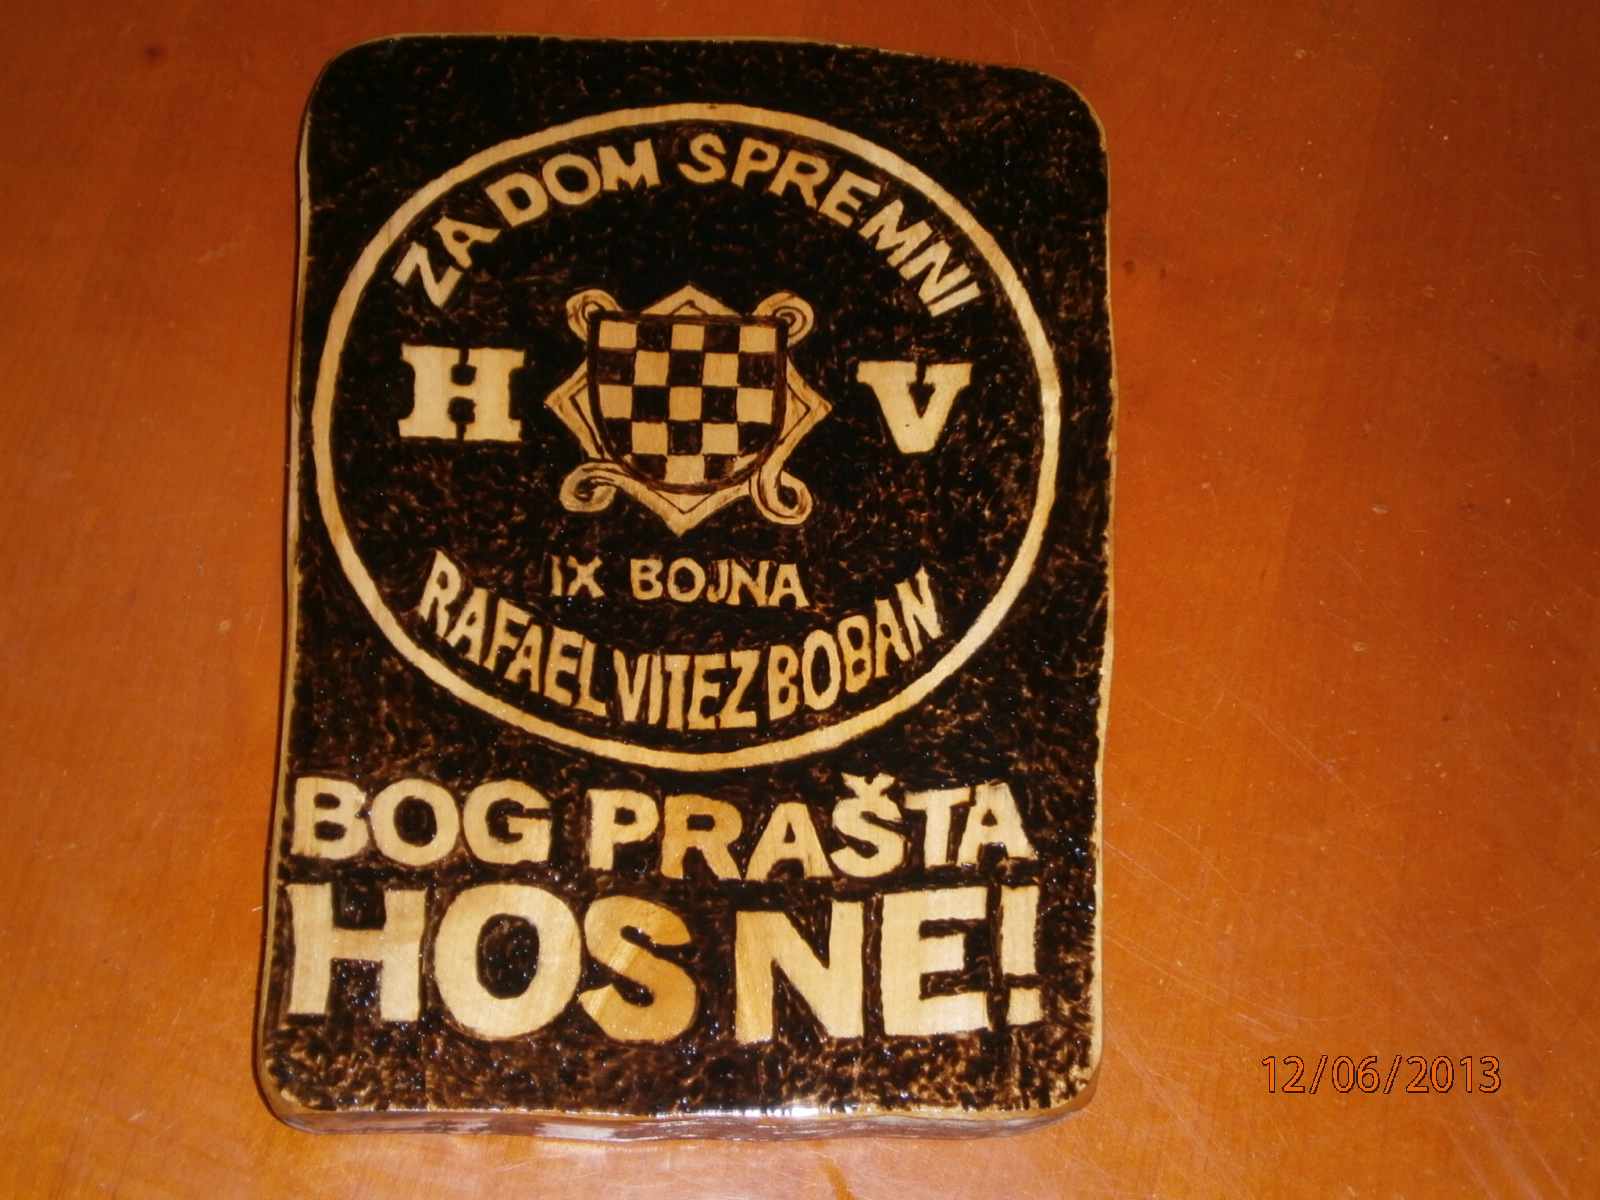 ZA DOM SPREMNI
H V
IX BOJNA
RAFAEL VITEZ BOBAN
BOG PRAŠTA
HOS NE!
12/06/2013